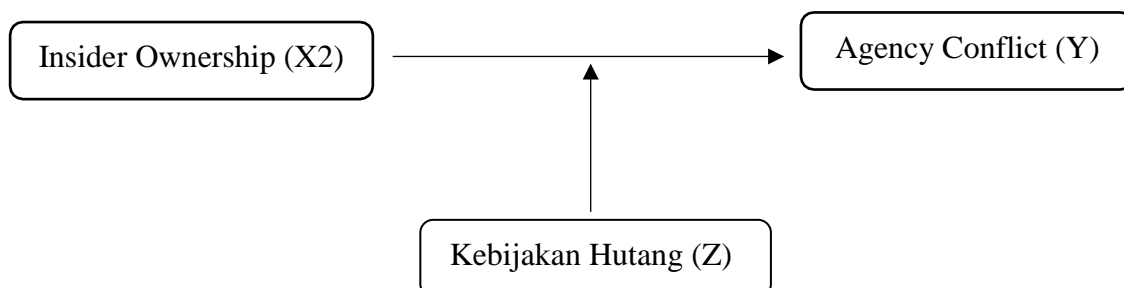 Insider Ownership (X2)
Agency Conflict (Y)
Kebijakan Hutang (Z)